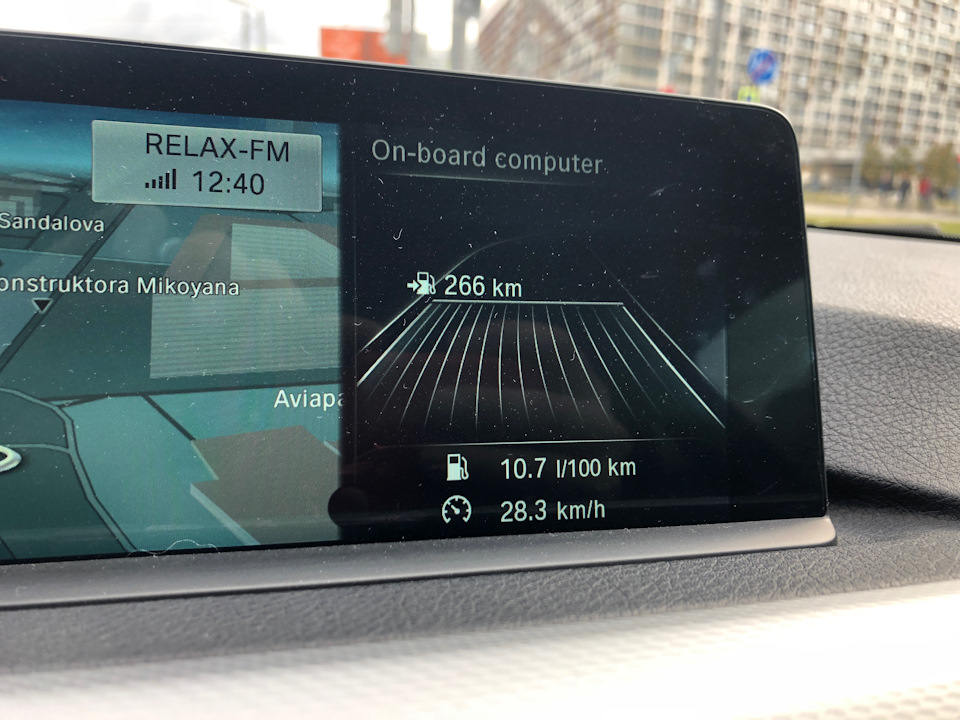 RELAX-FM
12:40
On-board computer
Sandalova
onstruktora Mikoyana
266 km
Aviapa
10.7 l/100 km
28.3 km/h